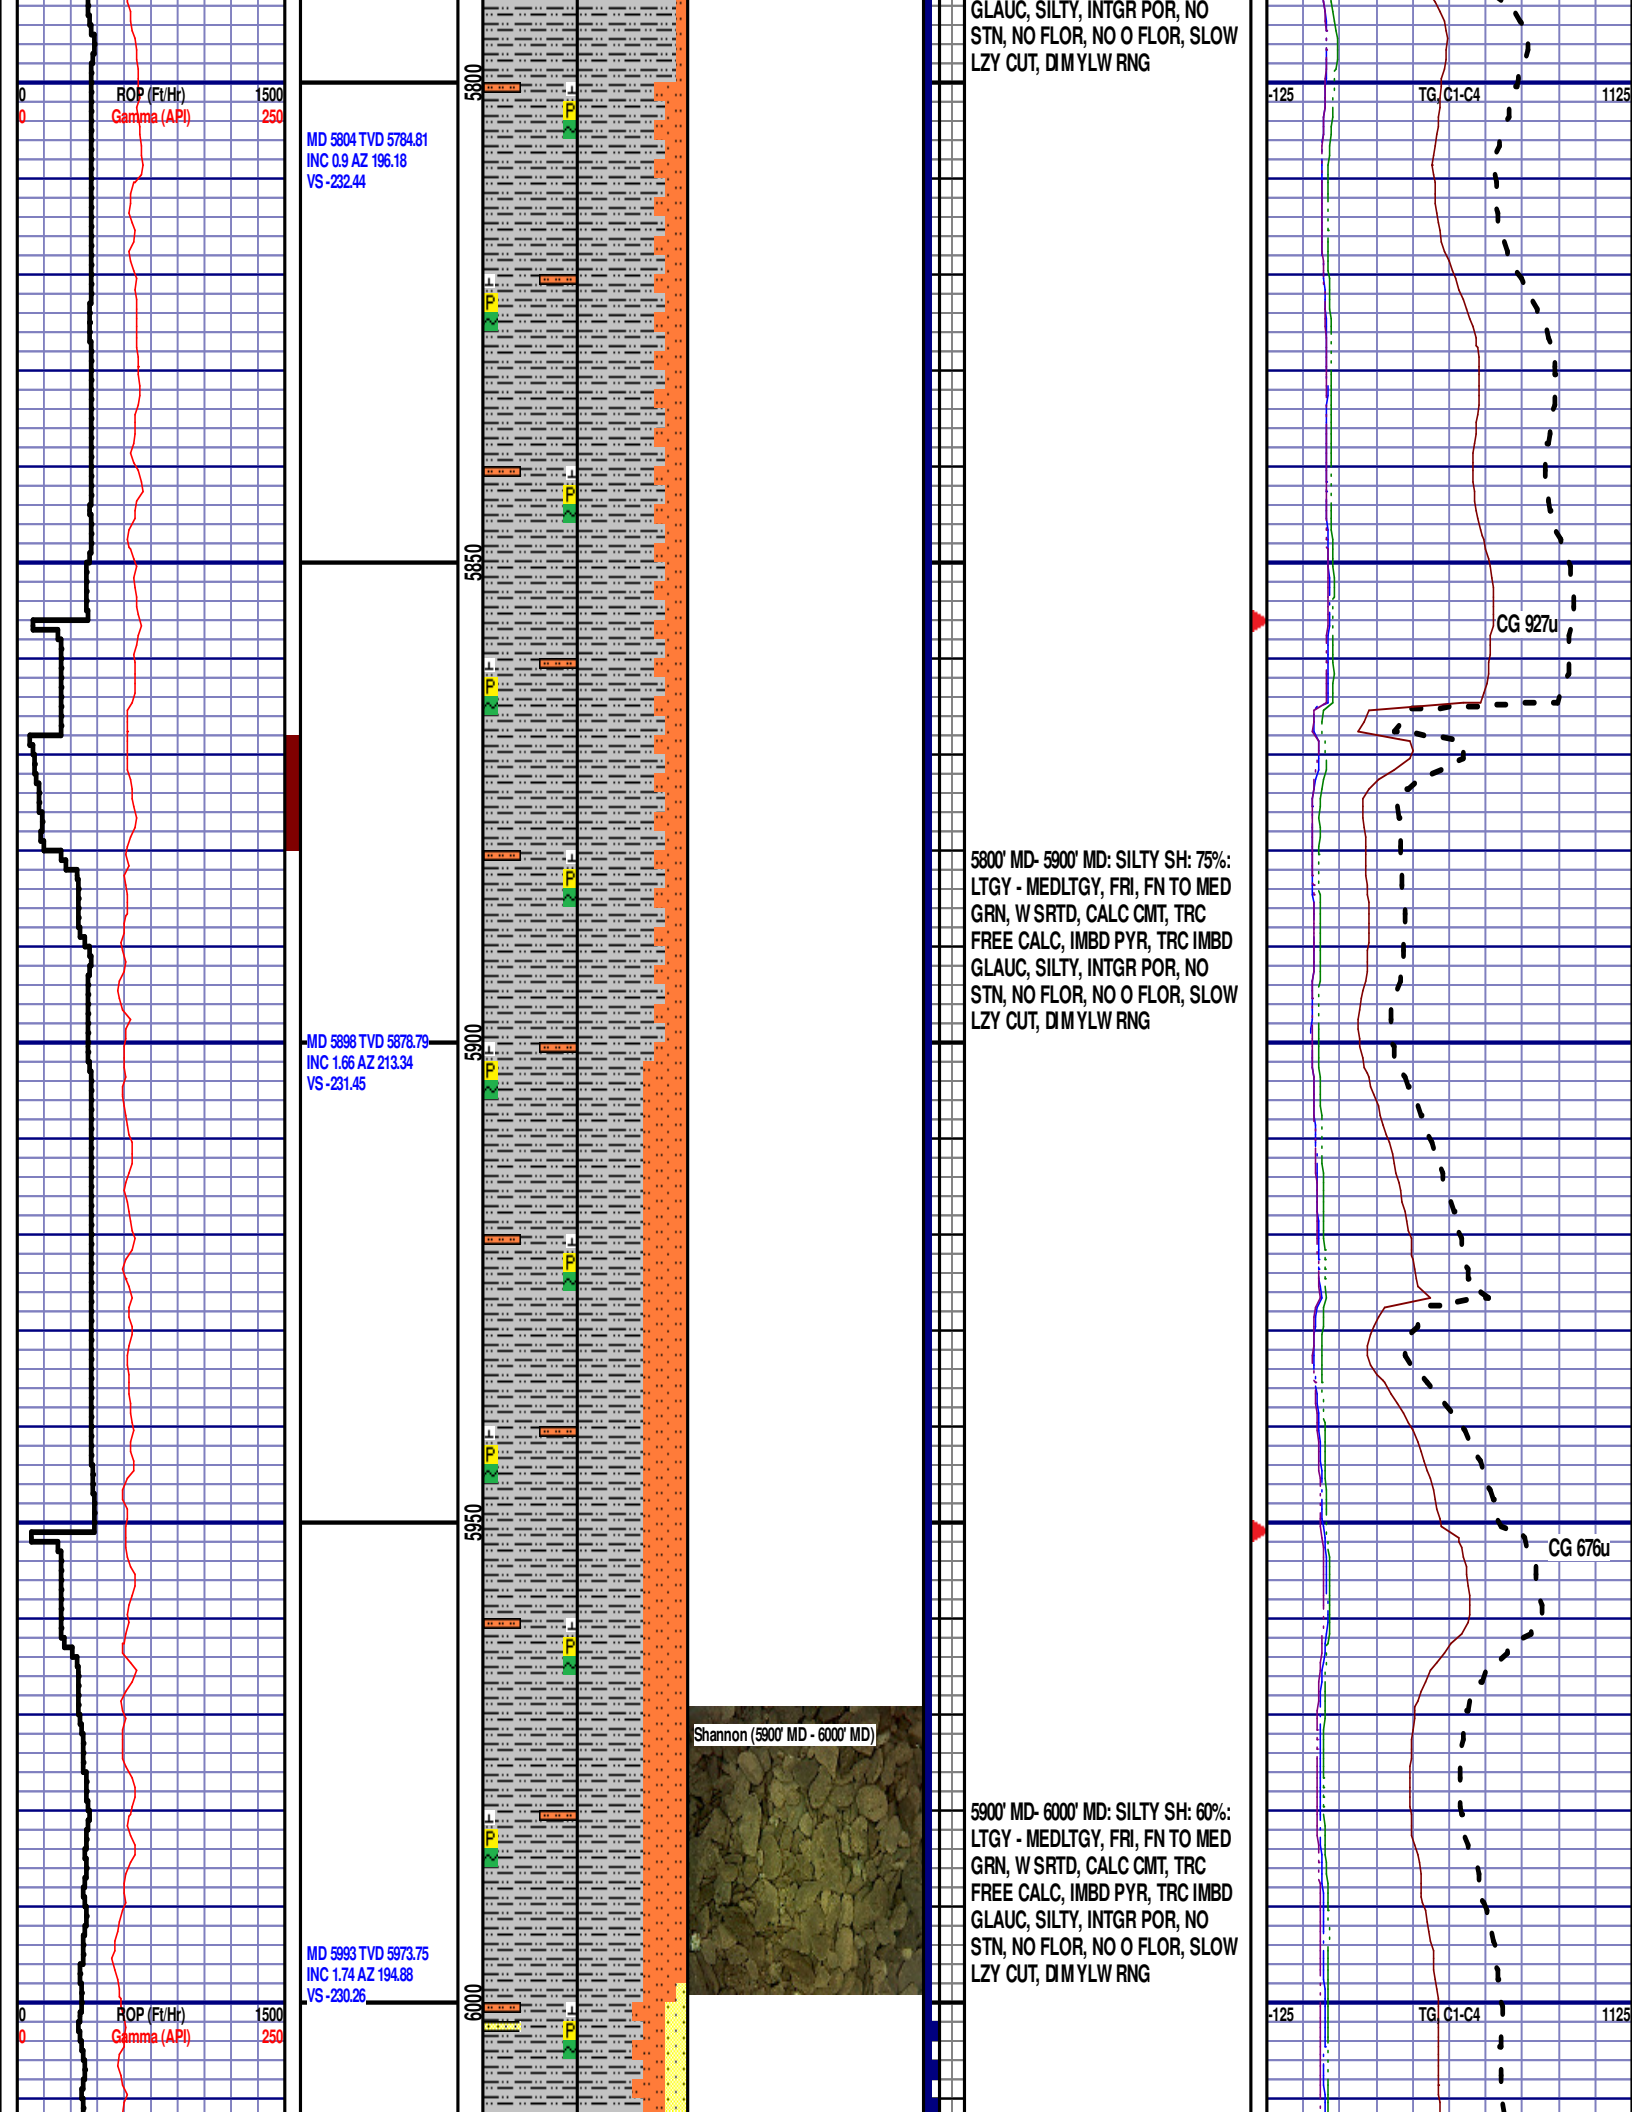 GLAUC, SILTY, INTGR POR, NO
STN, NO FLOR, NO O FLOR, SLOW
LZY CUT, DIM YLW RNG
0 ROP (Ft/Hr) 1500
0 Gamma (API) 250
5800
-125 TG, C1-C4 1125
MD 5804 TVD 5784.81
INC 0.9 AZ 196.18
VS -232.44
P
P
P
5850
CG 927u
P
5800' MD- 5900' MD: SILTY SH: 75%:
LTGY - MEDLTGY, FRI, FN TO MED
GRN, W SRTD, CALC CMT, TRC
FREE CALC, IMBD PYR, TRC IMBD
GLAUC, SILTY, INTGR POR, NO
STN, NO FLOR, NO O FLOR, SLOW
LZY CUT, DIM YLW RNG
P
MD 5898 TVD 5878.79
INC 1.66 AZ 213.34
VS -231.45
5900
P
P
P
5950
CG 676u
P
Shannon (5900' MD - 6000' MD)
5900' MD- 6000' MD: SILTY SH: 60%:
LTGY - MEDLTGY, FRI, FN TO MED
GRN, W SRTD, CALC CMT, TRC
FREE CALC, IMBD PYR, TRC IMBD
GLAUC, SILTY, INTGR POR, NO
STN, NO FLOR, NO O FLOR, SLOW
LZY CUT, DIM YLW RNG
P
MD 5993 TVD 5973.75
INC 1.74 AZ 194.88
VS -230.26
6000
0 ROP (Ft/Hr) 1500
0 Gamma (API) 250
-125 TG, C1-C4 1125
P